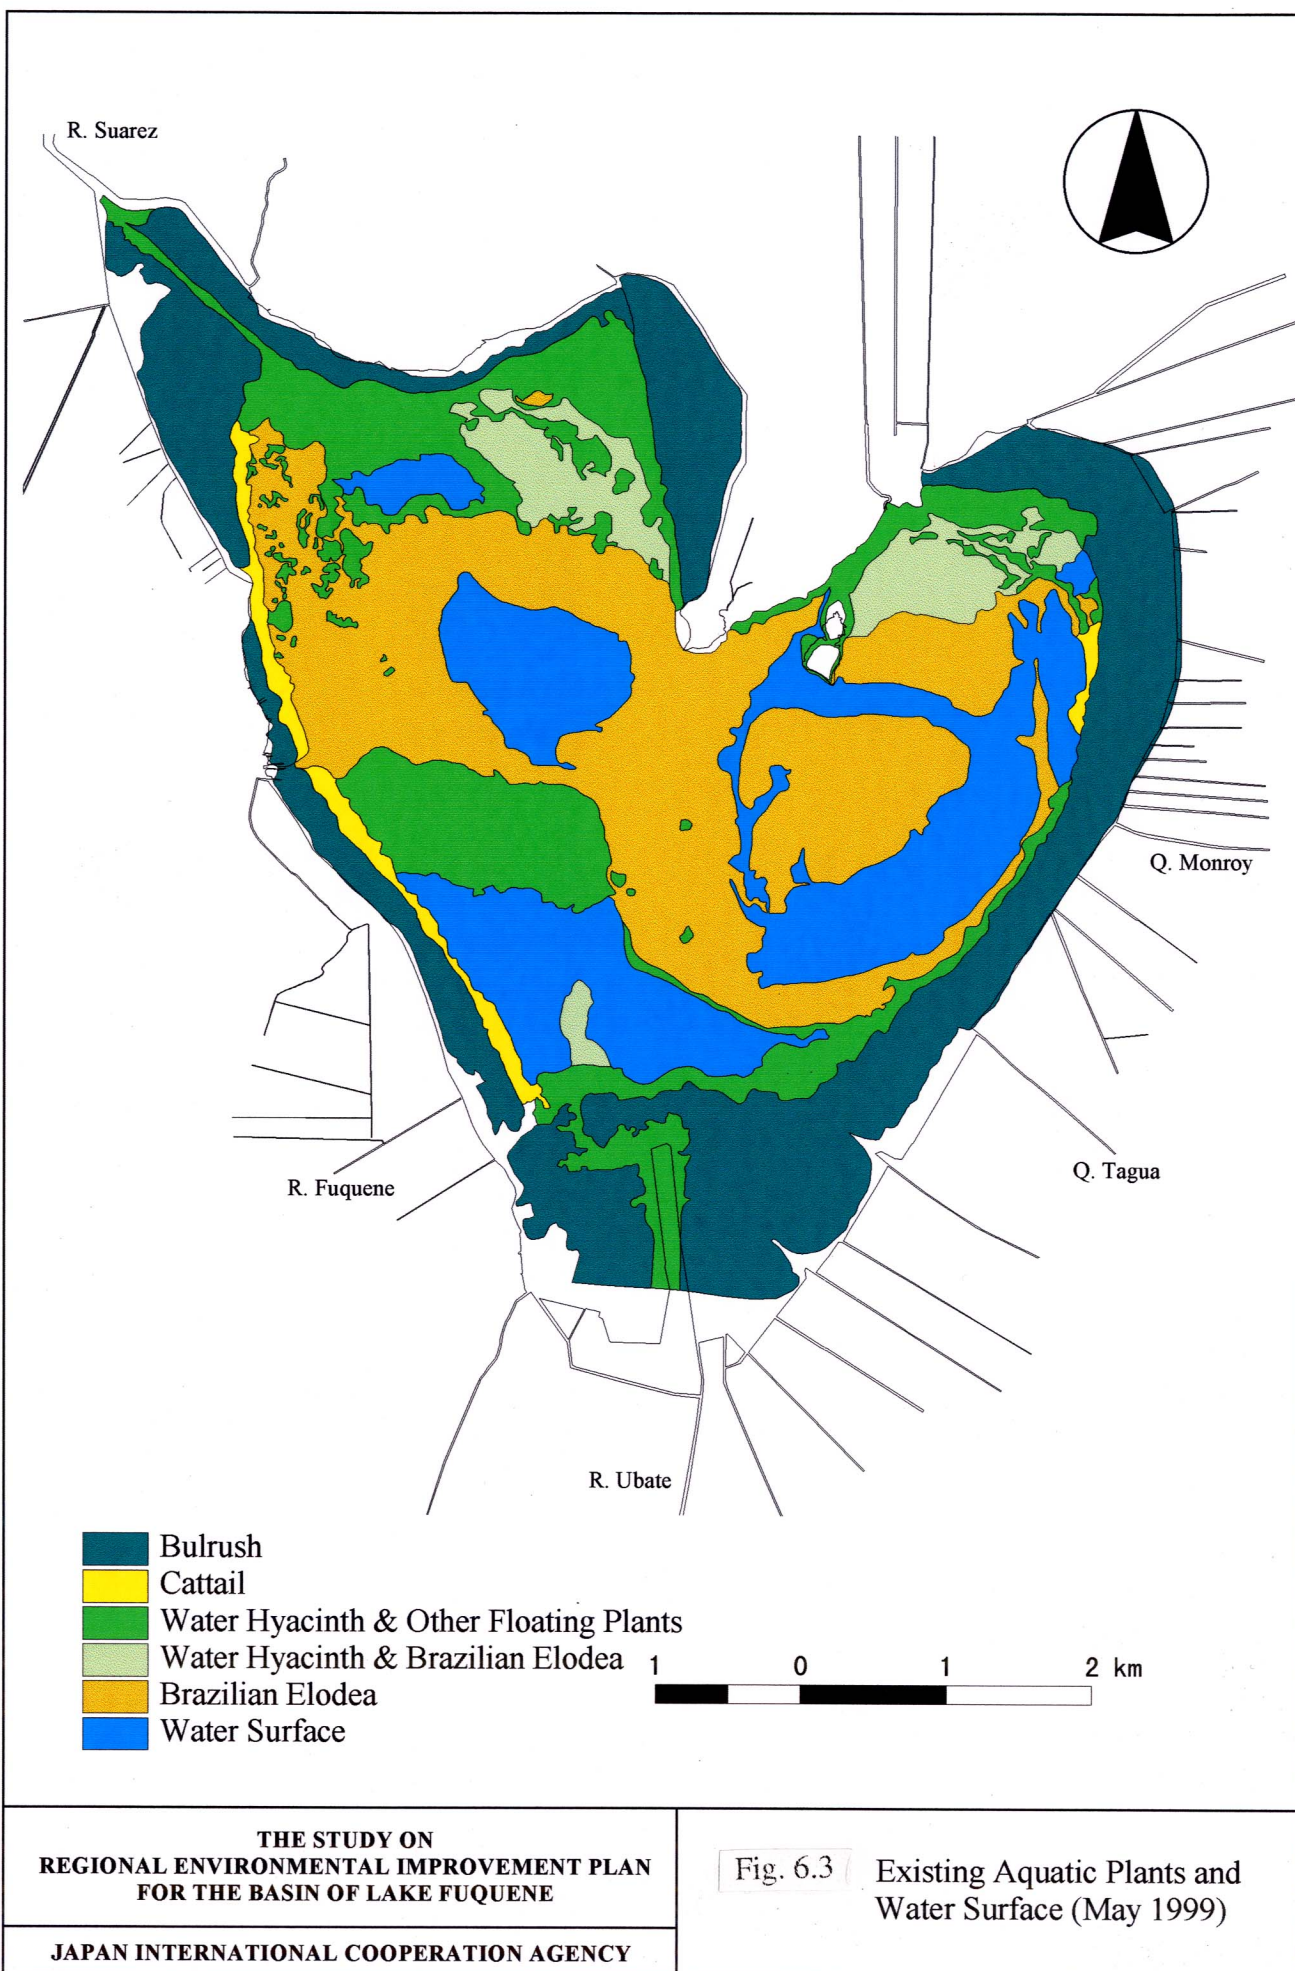 R. Suarez
Q. Monroy
Q. Tagua
R. Fuquene
R. Ubate
Bulrush
Cattail
Water Hyacinth & Other Floating Plants
Water Hyacinth & Brazilian Elodea
Brazilian Elodea
Water Surface
1 0 1 2 km
THE STUDY ON
REGIONAL ENVIRONMENTAL IMPROVEMENT PLAN
FOR THE BASIN OF LAKE FUQUENE
JAPAN INTERNATIONAL COOPERATION AGENCY
Fig. 6.3 Existing Aquatic Plants and
Water Surface (May 1999)